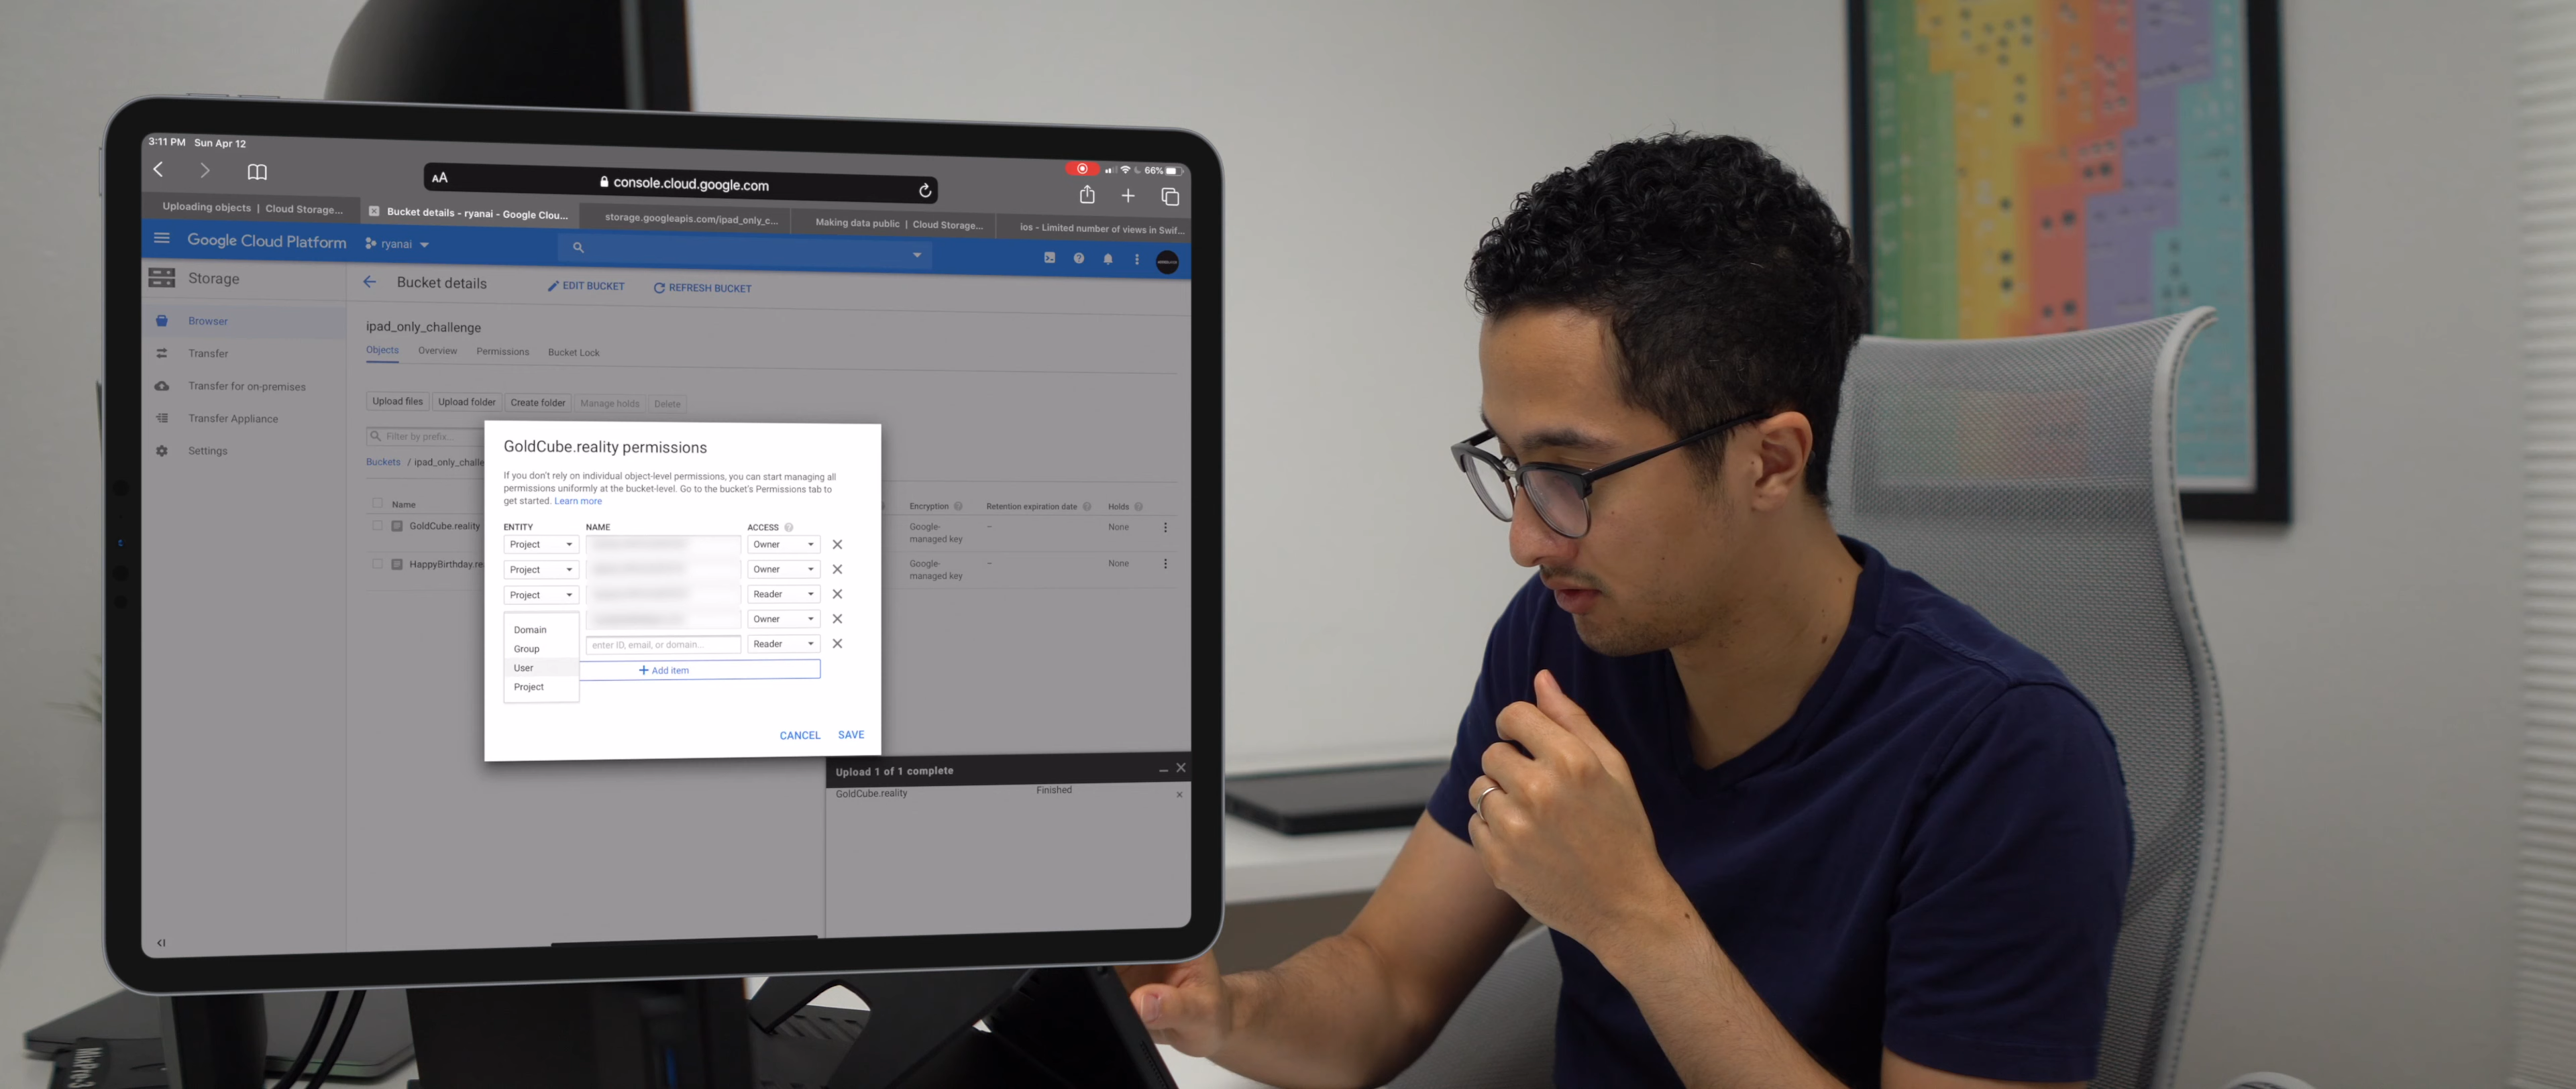 3:11 PM Sun Apr 12
66%
AA console.cloud.google.com
Uploading objects | Cloud Storage...
Bucket details - ryanai - Google Clou...
storage.googleapis.com/ipad_only_c...
Making data public | Cloud Storage...
ios - Limited number of views in Swif...
Google Cloud Platform
ryanai
Storage
Bucket details
EDIT BUCKET
REFRESH BUCKET
Browser
Transfer
Transfer for on-premises
Transfer Appliance
Settings
ipad_only_challenge
Objects Overview Permissions Bucket Lock
Upload files Upload folder Create folder Manage holds Delete
Filter by prefix...
Buckets / ipad_only_challe
Name
Encryption Retention expiration date Holds
GoldCube.reality
Google-
managed key
–
None
HappyBirthday.re
Google-
managed key
–
None
GoldCube.reality permissions
If you don't rely on individual object-level permissions, you can start managing all
permissions uniformly at the bucket-level. Go to the bucket's Permissions tab to
get started. Learn more
ENTITY NAME ACCESS
Project Owner
Project Owner
Project Reader
Owner
Domain
Group
User
Project
enter ID, email, or domain... Reader
+ Add item
CANCEL SAVE
Upload 1 of 1 complete
GoldCube.reality Finished
MixPro-3